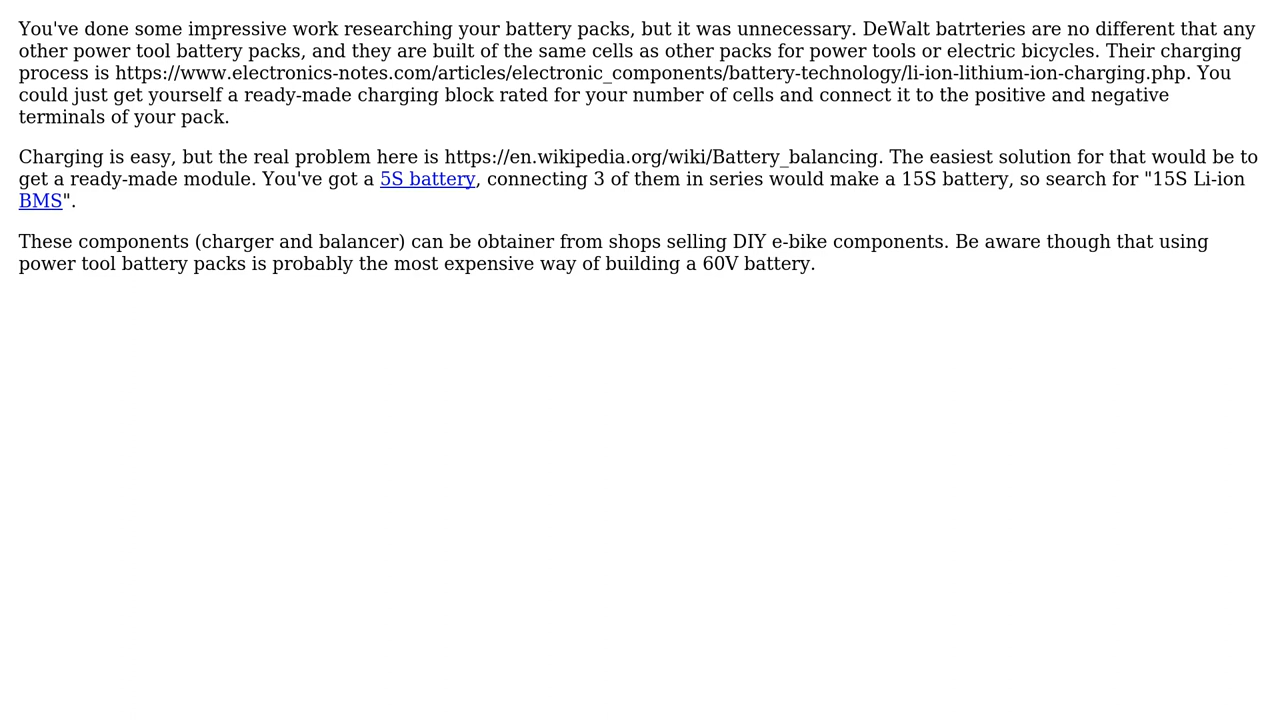 You've done some impressive work researching your battery packs, but it was unnecessary. DeWalt batrteries are no different that any
other power tool battery packs, and they are built of the same cells as other packs for power tools or electric bicycles. Their charging
process is https://www.electronics-notes.com/articles/electronic_components/battery-technology/li-ion-lithium-ion-charging.php. You
could just get yourself a ready-made charging block rated for your number of cells and connect it to the positive and negative
terminals of your pack.
Charging is easy, but the real problem here is https://en.wikipedia.org/wiki/Battery_balancing. The easiest solution for that would be to
get a ready-made module. You've got a 5S battery, connecting 3 of them in series would make a 15S battery, so search for "15S Li-ion
BMS".
These components (charger and balancer) can be obtainer from shops selling DIY e-bike components. Be aware though that using
power tool battery packs is probably the most expensive way of building a 60V battery.